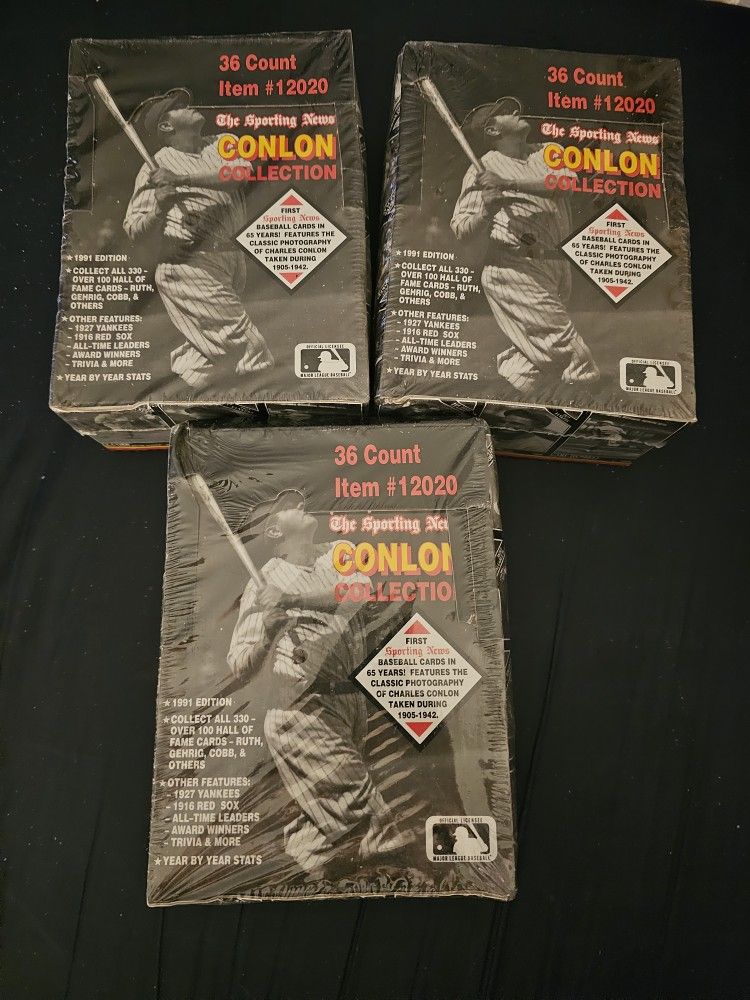 36 Count
Item #12020
The Sporting News
CONLON
COLLECTION
FIRST
Sporting News
BASEBALL CARDS IN
65 YEARS! FEATURES THE
CLASSIC PHOTOGRAPHY
OF CHARLES CONLON
TAKEN DURING
1905-1942.
★1991 EDITION
★COLLECT ALL 330 –
OVER 100 HALL OF
FAME CARDS – RUTH,
GEHRIG, COBB, &
OTHERS
★OTHER FEATURES:
– 1927 YANKEES
– 1916 RED SOX
– ALL-TIME LEADERS
– AWARD WINNERS
– TRIVIA & MORE
★YEAR BY YEAR STATS
OFFICIAL LICENSEE
MAJOR LEAGUE BASEBALL
36 Count
Item #12020
The Sporting News
CONLON
COLLECTION
FIRST
Sporting News
BASEBALL CARDS IN
65 YEARS! FEATURES THE
CLASSIC PHOTOGRAPHY
OF CHARLES CONLON
TAKEN DURING
1905-1942.
★1991 EDITION
★COLLECT ALL 330 –
OVER 100 HALL OF
FAME CARDS – RUTH,
GEHRIG, COBB, &
OTHERS
★OTHER FEATURES:
– 1927 YANKEES
– 1916 RED SOX
– ALL-TIME LEADERS
– AWARD WINNERS
– TRIVIA & MORE
★YEAR BY YEAR STATS
OFFICIAL LICENSEE
MAJOR LEAGUE BASEBALL
36 Count
Item #12020
The Sporting Ne
CONLON
COLLECTIO
FIRST
Sporting News
BASEBALL CARDS IN
65 YEARS! FEATURES THE
CLASSIC PHOTOGRAPHY
OF CHARLES CONLON
TAKEN DURING
1905-1942.
★1991 EDITION
★COLLECT ALL 330 –
OVER 100 HALL OF
FAME CARDS – RUTH,
GEHRIG, COBB, &
OTHERS
★OTHER FEATURES:
– 1927 YANKEES
– 1916 RED SOX
– ALL-TIME LEADERS
– AWARD WINNERS
– TRIVIA & MORE
★YEAR BY YEAR STATS
OFFICIAL LICENSEE
MAJOR LEAGUE BASEBALL